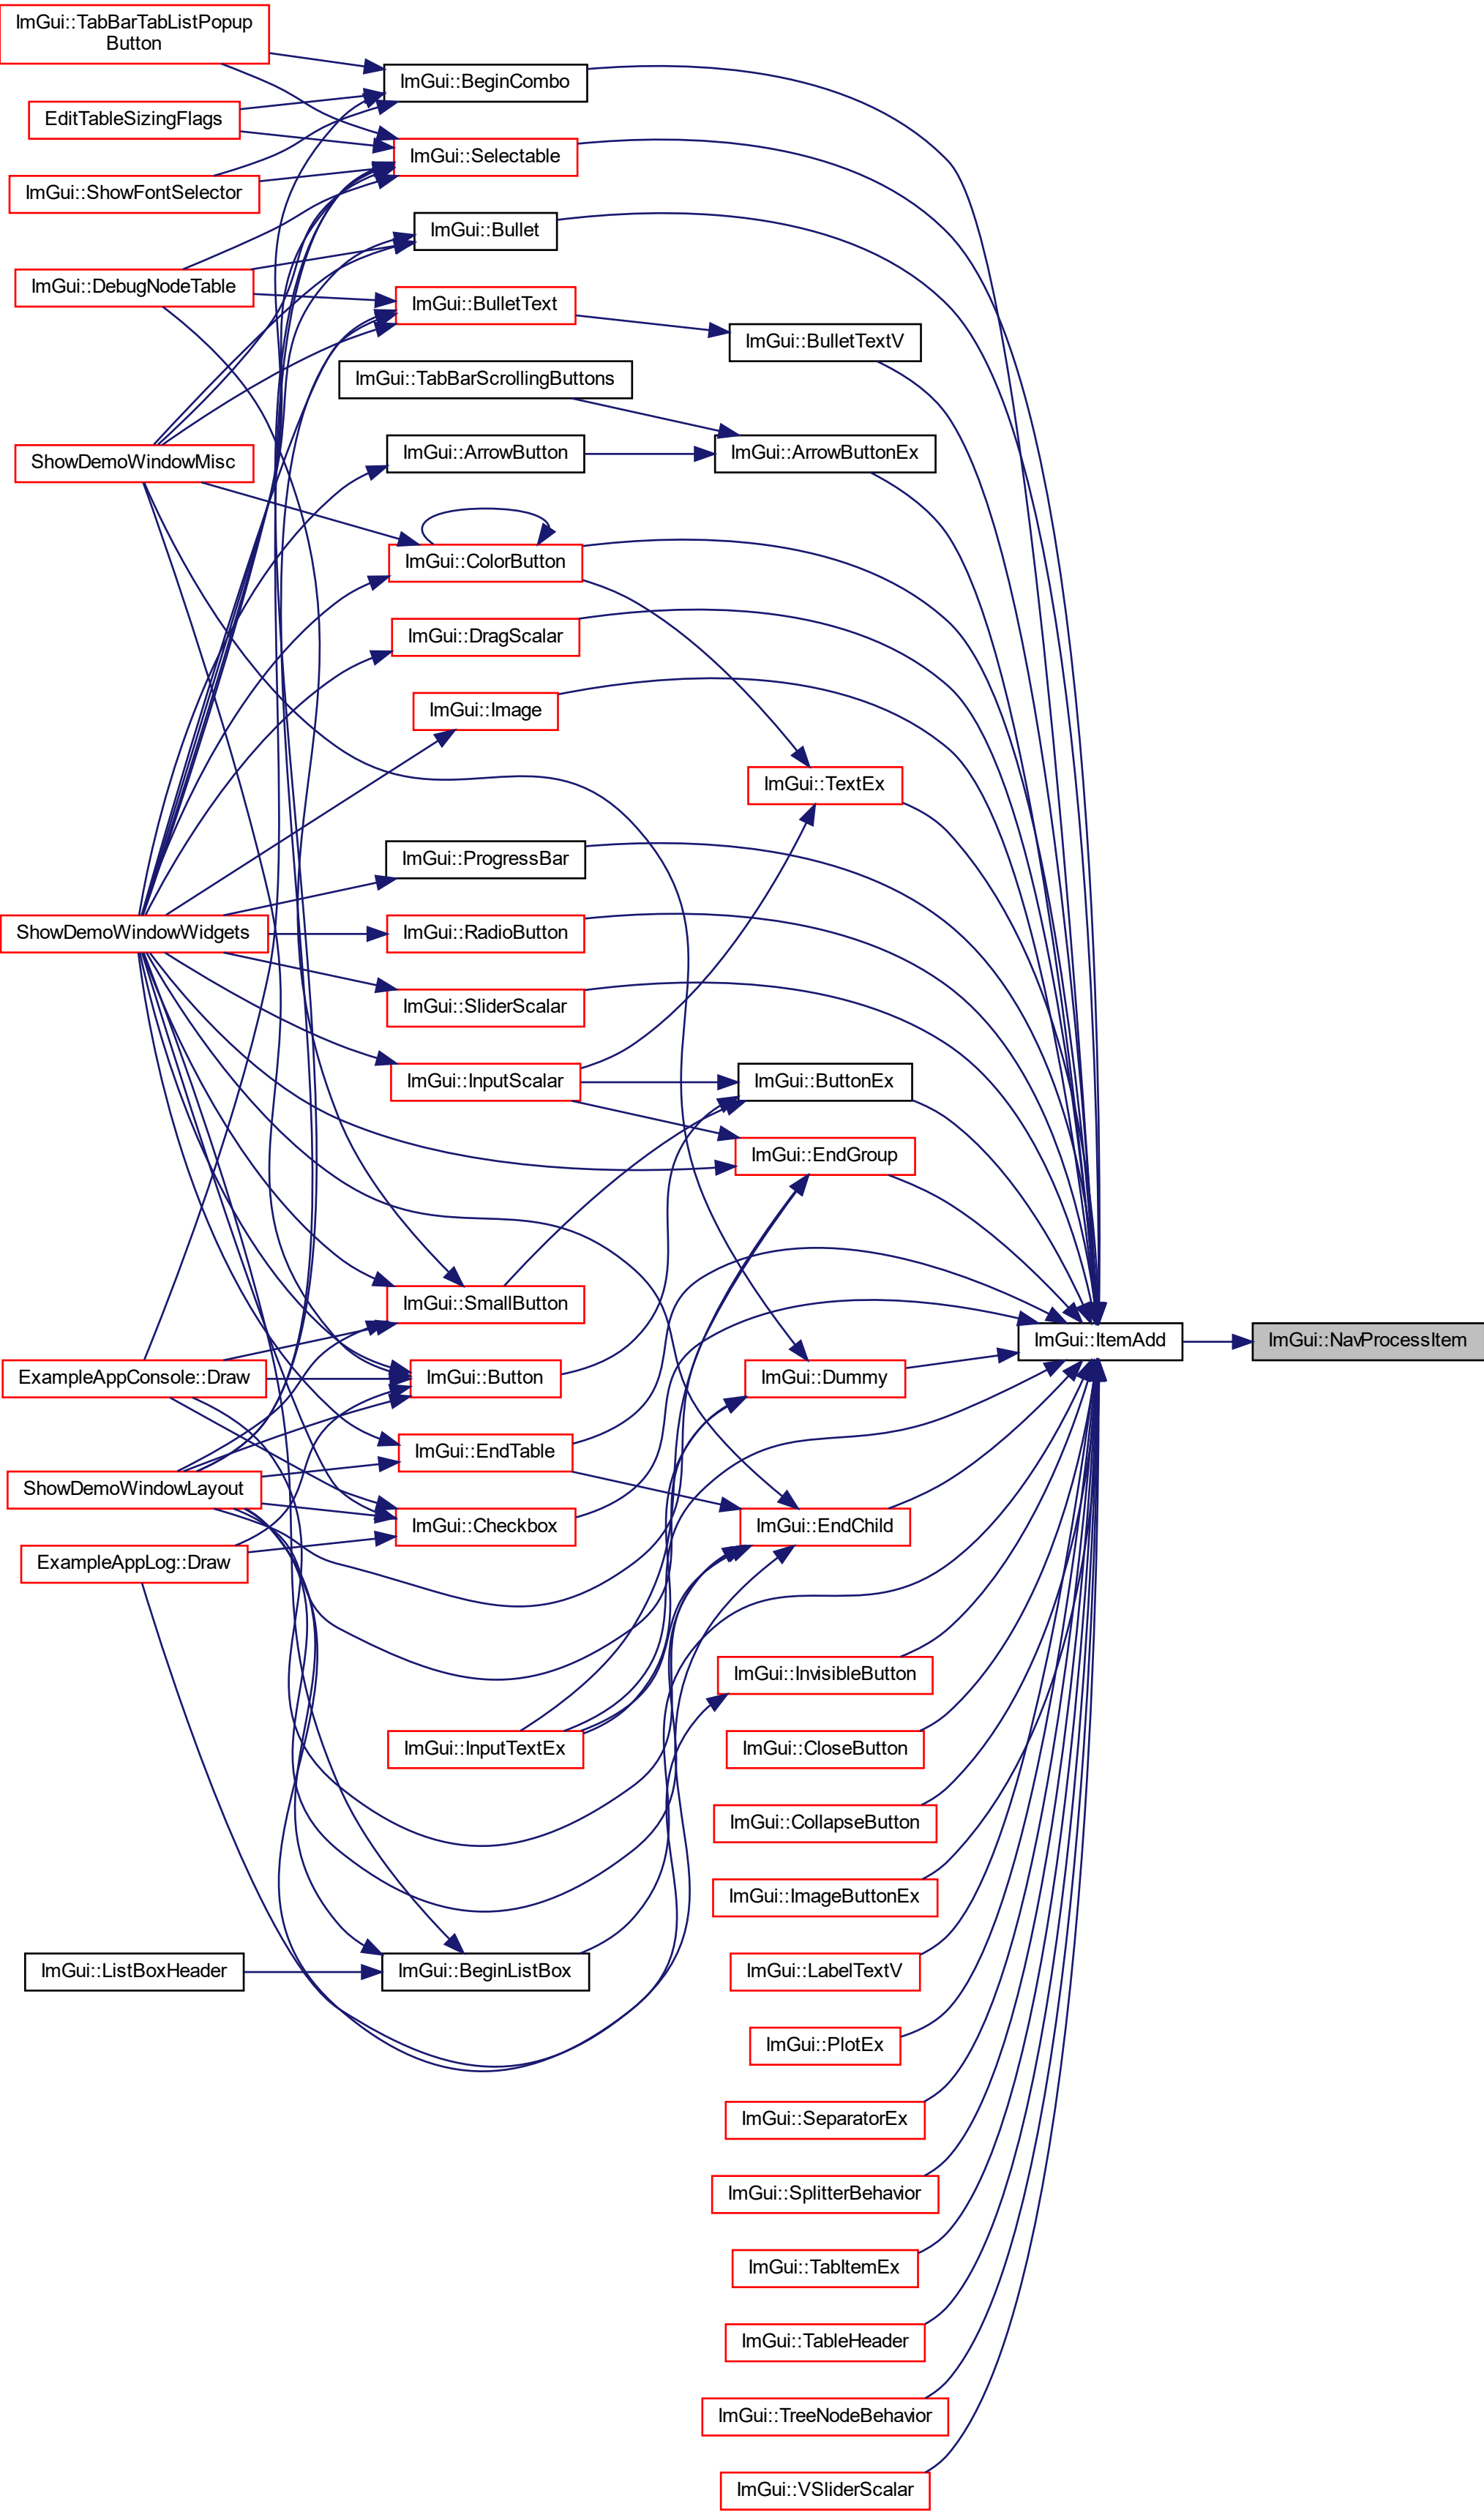 ImGui::TabBarTabListPopup
Button
ImGui::BeginCombo
EditTableSizingFlags
ImGui::Selectable
ImGui::ShowFontSelector
ImGui::Bullet
ImGui::DebugNodeTable
ImGui::BulletText
ImGui::BulletTextV
ImGui::TabBarScrollingButtons
ShowDemoWindowMisc
ImGui::ArrowButton
ImGui::ArrowButtonEx
ImGui::ColorButton
ImGui::DragScalar
ImGui::Image
ImGui::TextEx
ImGui::ProgressBar
ShowDemoWindowWidgets
ImGui::RadioButton
ImGui::SliderScalar
ImGui::InputScalar
ImGui::ButtonEx
ImGui::EndGroup
ImGui::SmallButton
ImGui::ItemAdd
ImGui::NavProcessItem
ExampleAppConsole::Draw
ImGui::Button
ImGui::Dummy
ImGui::EndTable
ShowDemoWindowLayout
ImGui::Checkbox
ImGui::EndChild
ExampleAppLog::Draw
ImGui::InvisibleButton
ImGui::InputTextEx
ImGui::CloseButton
ImGui::CollapseButton
ImGui::ImageButtonEx
ImGui::ListBoxHeader
ImGui::BeginListBox
ImGui::LabelTextV
ImGui::PlotEx
ImGui::SeparatorEx
ImGui::SplitterBehavior
ImGui::TabItemEx
ImGui::TableHeader
ImGui::TreeNodeBehavior
ImGui::VSliderScalar